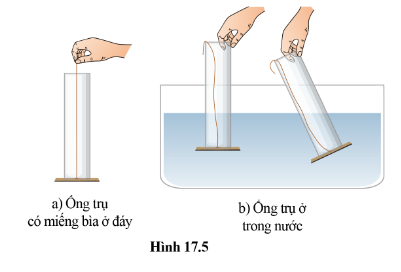 a) Ống trụ
có miếng bìa ở đáy
b) Ống trụ ở
trong nước
Hình 17.5